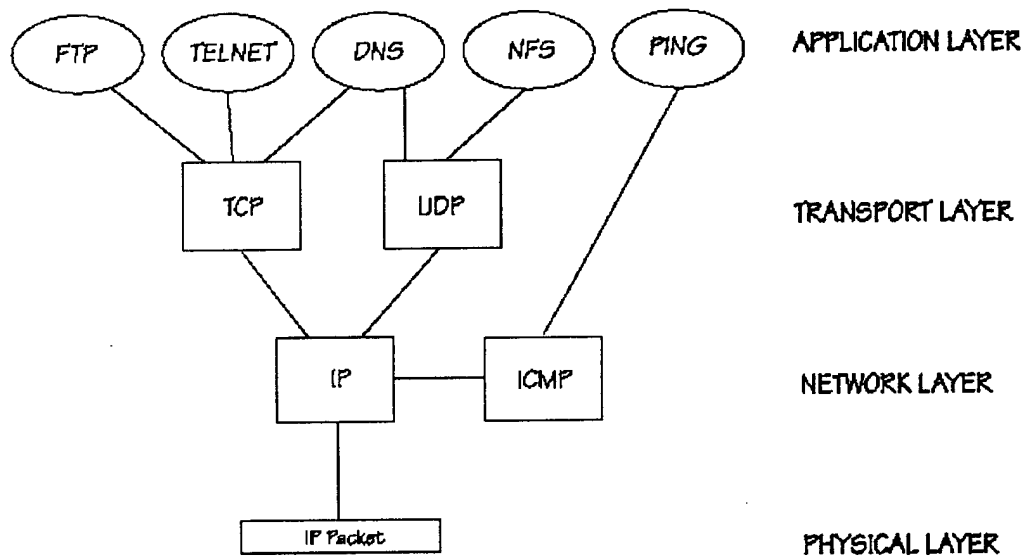 FTP
TELNET
DNS
NFS
PING
APPLICATION LAYER
TCP
UDP
TRANSPORT LAYER
IP
ICMP
NETWORK LAYER
IP Packet
PHYSICAL LAYER